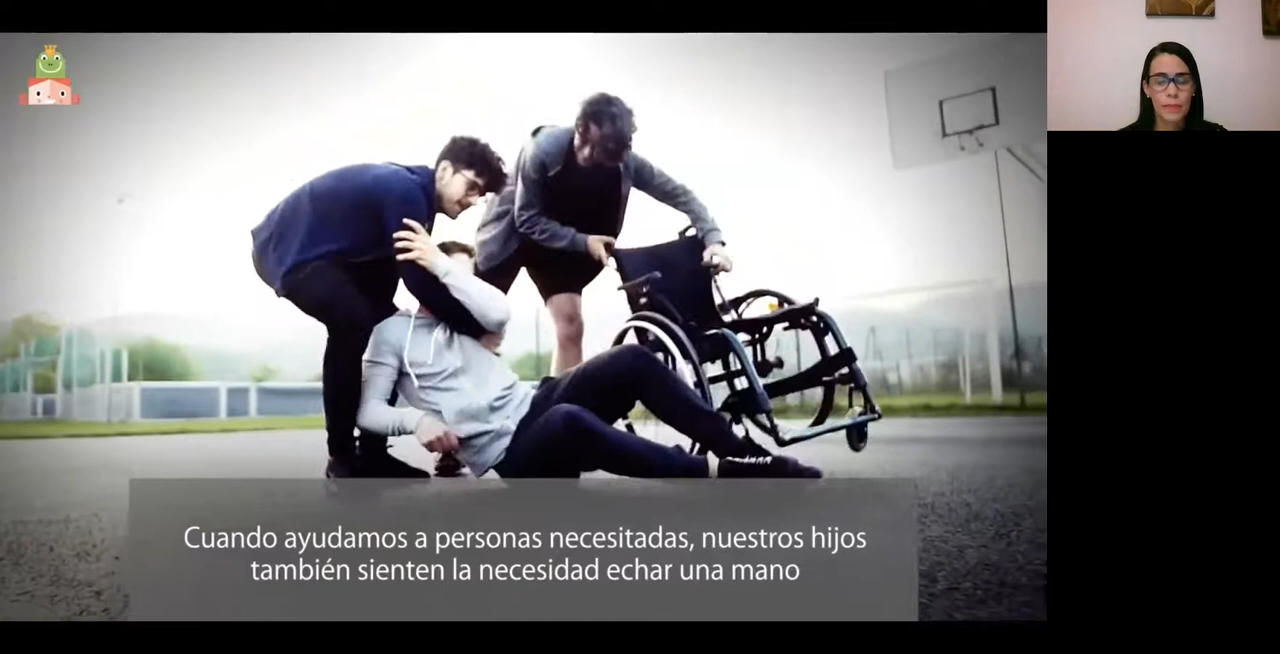 Cuando ayudamos a personas necesitadas, nuestros hijos
también sienten la necesidad echar una mano